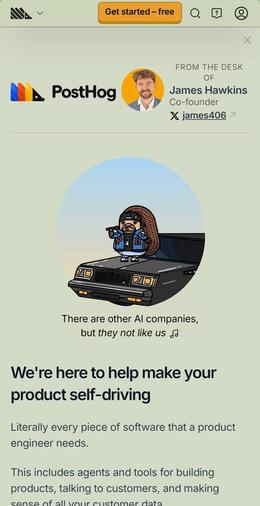 Get started – free
FROM THE DESK
OF
PostHog
James Hawkins
Co-founder
X james406
There are other AI companies,
but they not like us ♫
We're here to help make your
product self-driving
Literally every piece of software that a product
engineer needs.
This includes agents and tools for building
products, talking to customers, and making
sense of all your customer data.